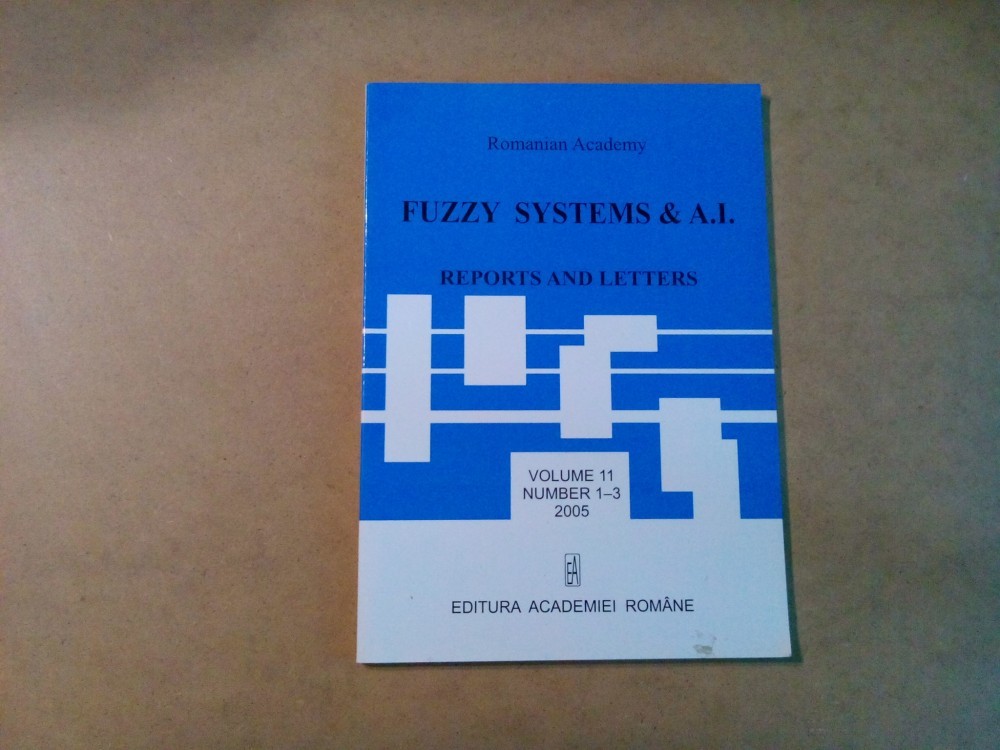 Romanian Academy
FUZZY SYSTEMS & A.I.
REPORTS AND LETTERS
VOLUME 11
NUMBER 1–3
2005
EA
EDITURA ACADEMIEI ROMÂNE